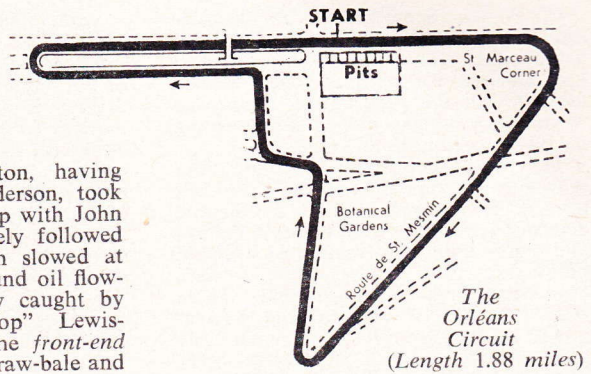 START
Pits
St Marceau
Corner
Botanical
Gardens
Route de St. Mesmin
The
Orléans
Circuit
(Length 1.88 miles)
ton, having
derson, took
p with John
ely followed
n slowed at
und oil flow-
y caught by
op” Lewis-
he front-end
raw-bale and